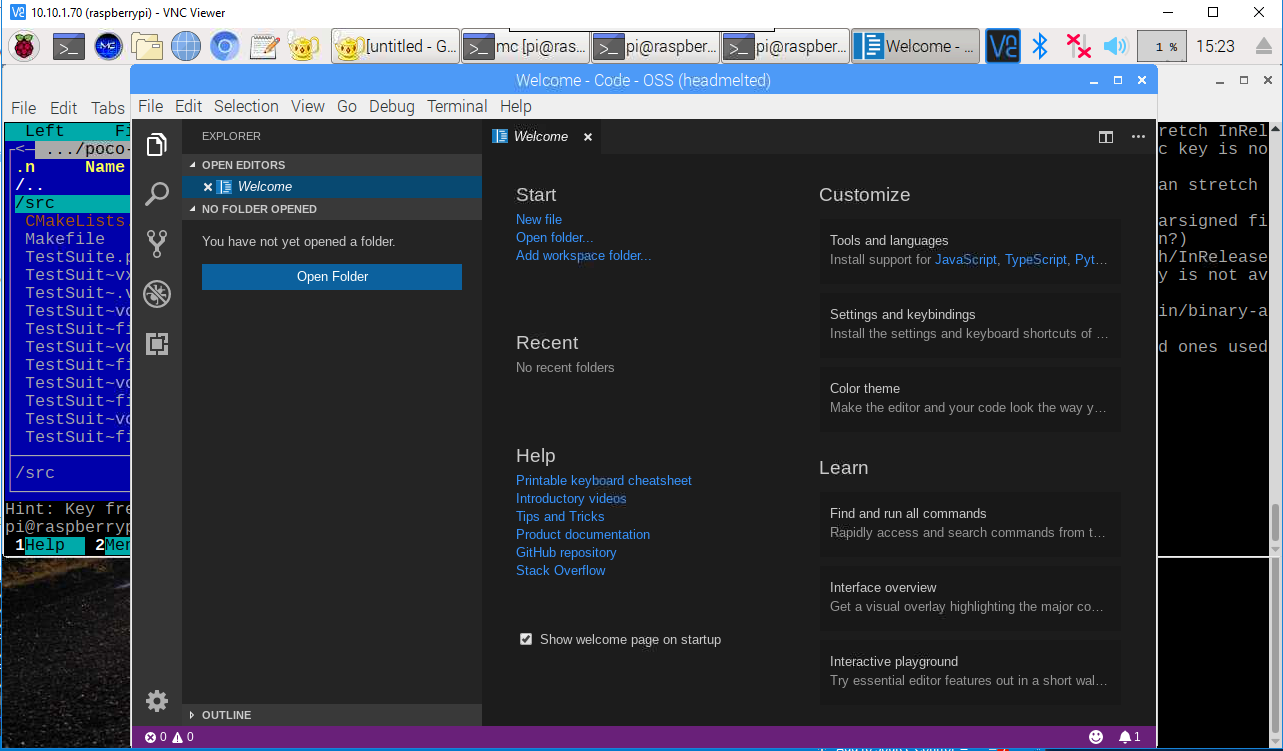 10.10.1.70 (raspberrypi) - VNC Viewer
[untitled - G...
mc [pi@ras...
pi@raspber...
pi@raspber...
Welcome - ...
1 %
15:23
Welcome - Code - OSS (headmelted)
File Edit Tabs
File Edit Selection View Go Debug Terminal Help
Left Fi
<— .../poco-
.n Name
/..
/src
CMakeLists.
Makefile
TestSuite.p
TestSuit~vx
TestSuit~.v
TestSuit~vc
TestSuit~fi
TestSuit~vc
TestSuit~fi
TestSuit~vc
TestSuit~fi
TestSuit~vc
TestSuit~fi
/src
Hint: Key fre
pi@raspberryp
1Help 2Men
EXPLORER
OPEN EDITORS
Welcome
NO FOLDER OPENED
You have not yet opened a folder.
Open Folder
OUTLINE
Welcome
Start
New file
Open folder...
Add workspace folder...
Recent
No recent folders
Help
Printable keyboard cheatsheet
Introductory videos
Tips and Tricks
Product documentation
GitHub repository
Stack Overflow
Show welcome page on startup
Customize
Tools and languages
Install support for JavaScript, TypeScript, Pyt...
Settings and keybindings
Install the settings and keyboard shortcuts of ...
Color theme
Make the editor and your code look the way y...
Learn
Find and run all commands
Rapidly access and search commands from t...
Interface overview
Get a visual overlay highlighting the major co...
Interactive playground
Try essential editor features out in a short wal...
retch InRel
c key is no
an stretch
arsigned fi
n?)
h/InRelease
y is not av
in/binary-a
d ones used
0 0
1